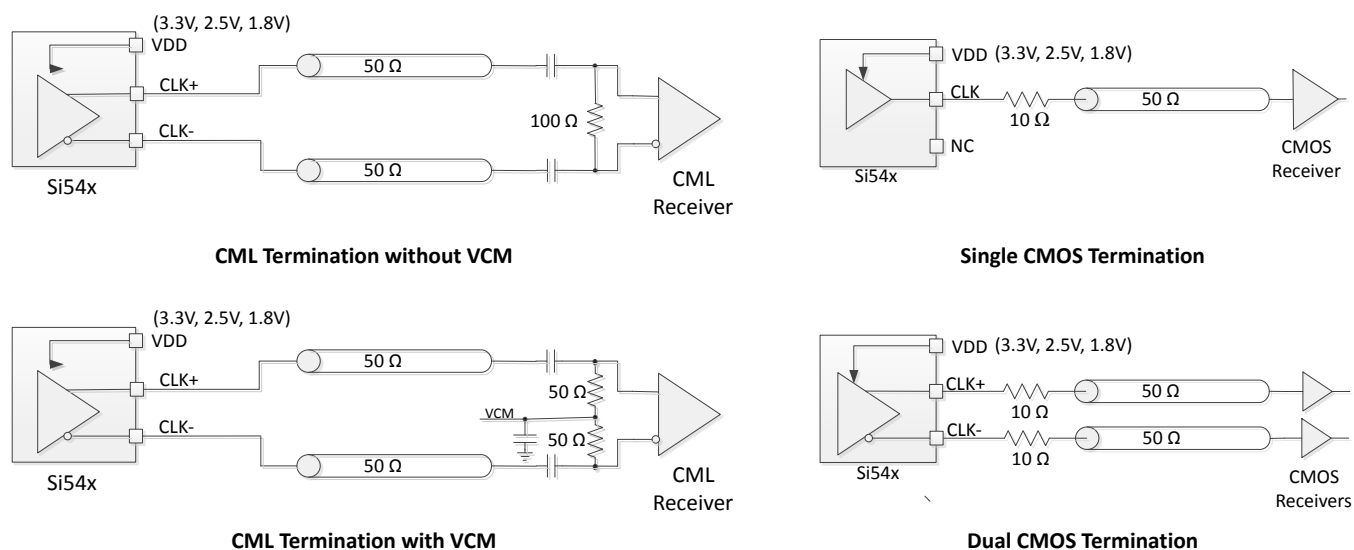 (3.3V, 2.5V, 1.8V)
VDD
CLK+
CLK-
50 Ω
50 Ω
100 Ω
Si54x
CML
Receiver
CML Termination without VCM
VDD (3.3V, 2.5V, 1.8V)
CLK
10 Ω
50 Ω
NC
Si54x
CMOS
Receiver
Single CMOS Termination
(3.3V, 2.5V, 1.8V)
VDD
CLK+
CLK-
50 Ω
50 Ω
VCM
50 Ω
50 Ω
Si54x
CML
Receiver
CML Termination with VCM
VDD (3.3V, 2.5V, 1.8V)
CLK+
10 Ω
50 Ω
CLK-
10 Ω
50 Ω
Si54x
CMOS
Receivers
Dual CMOS Termination